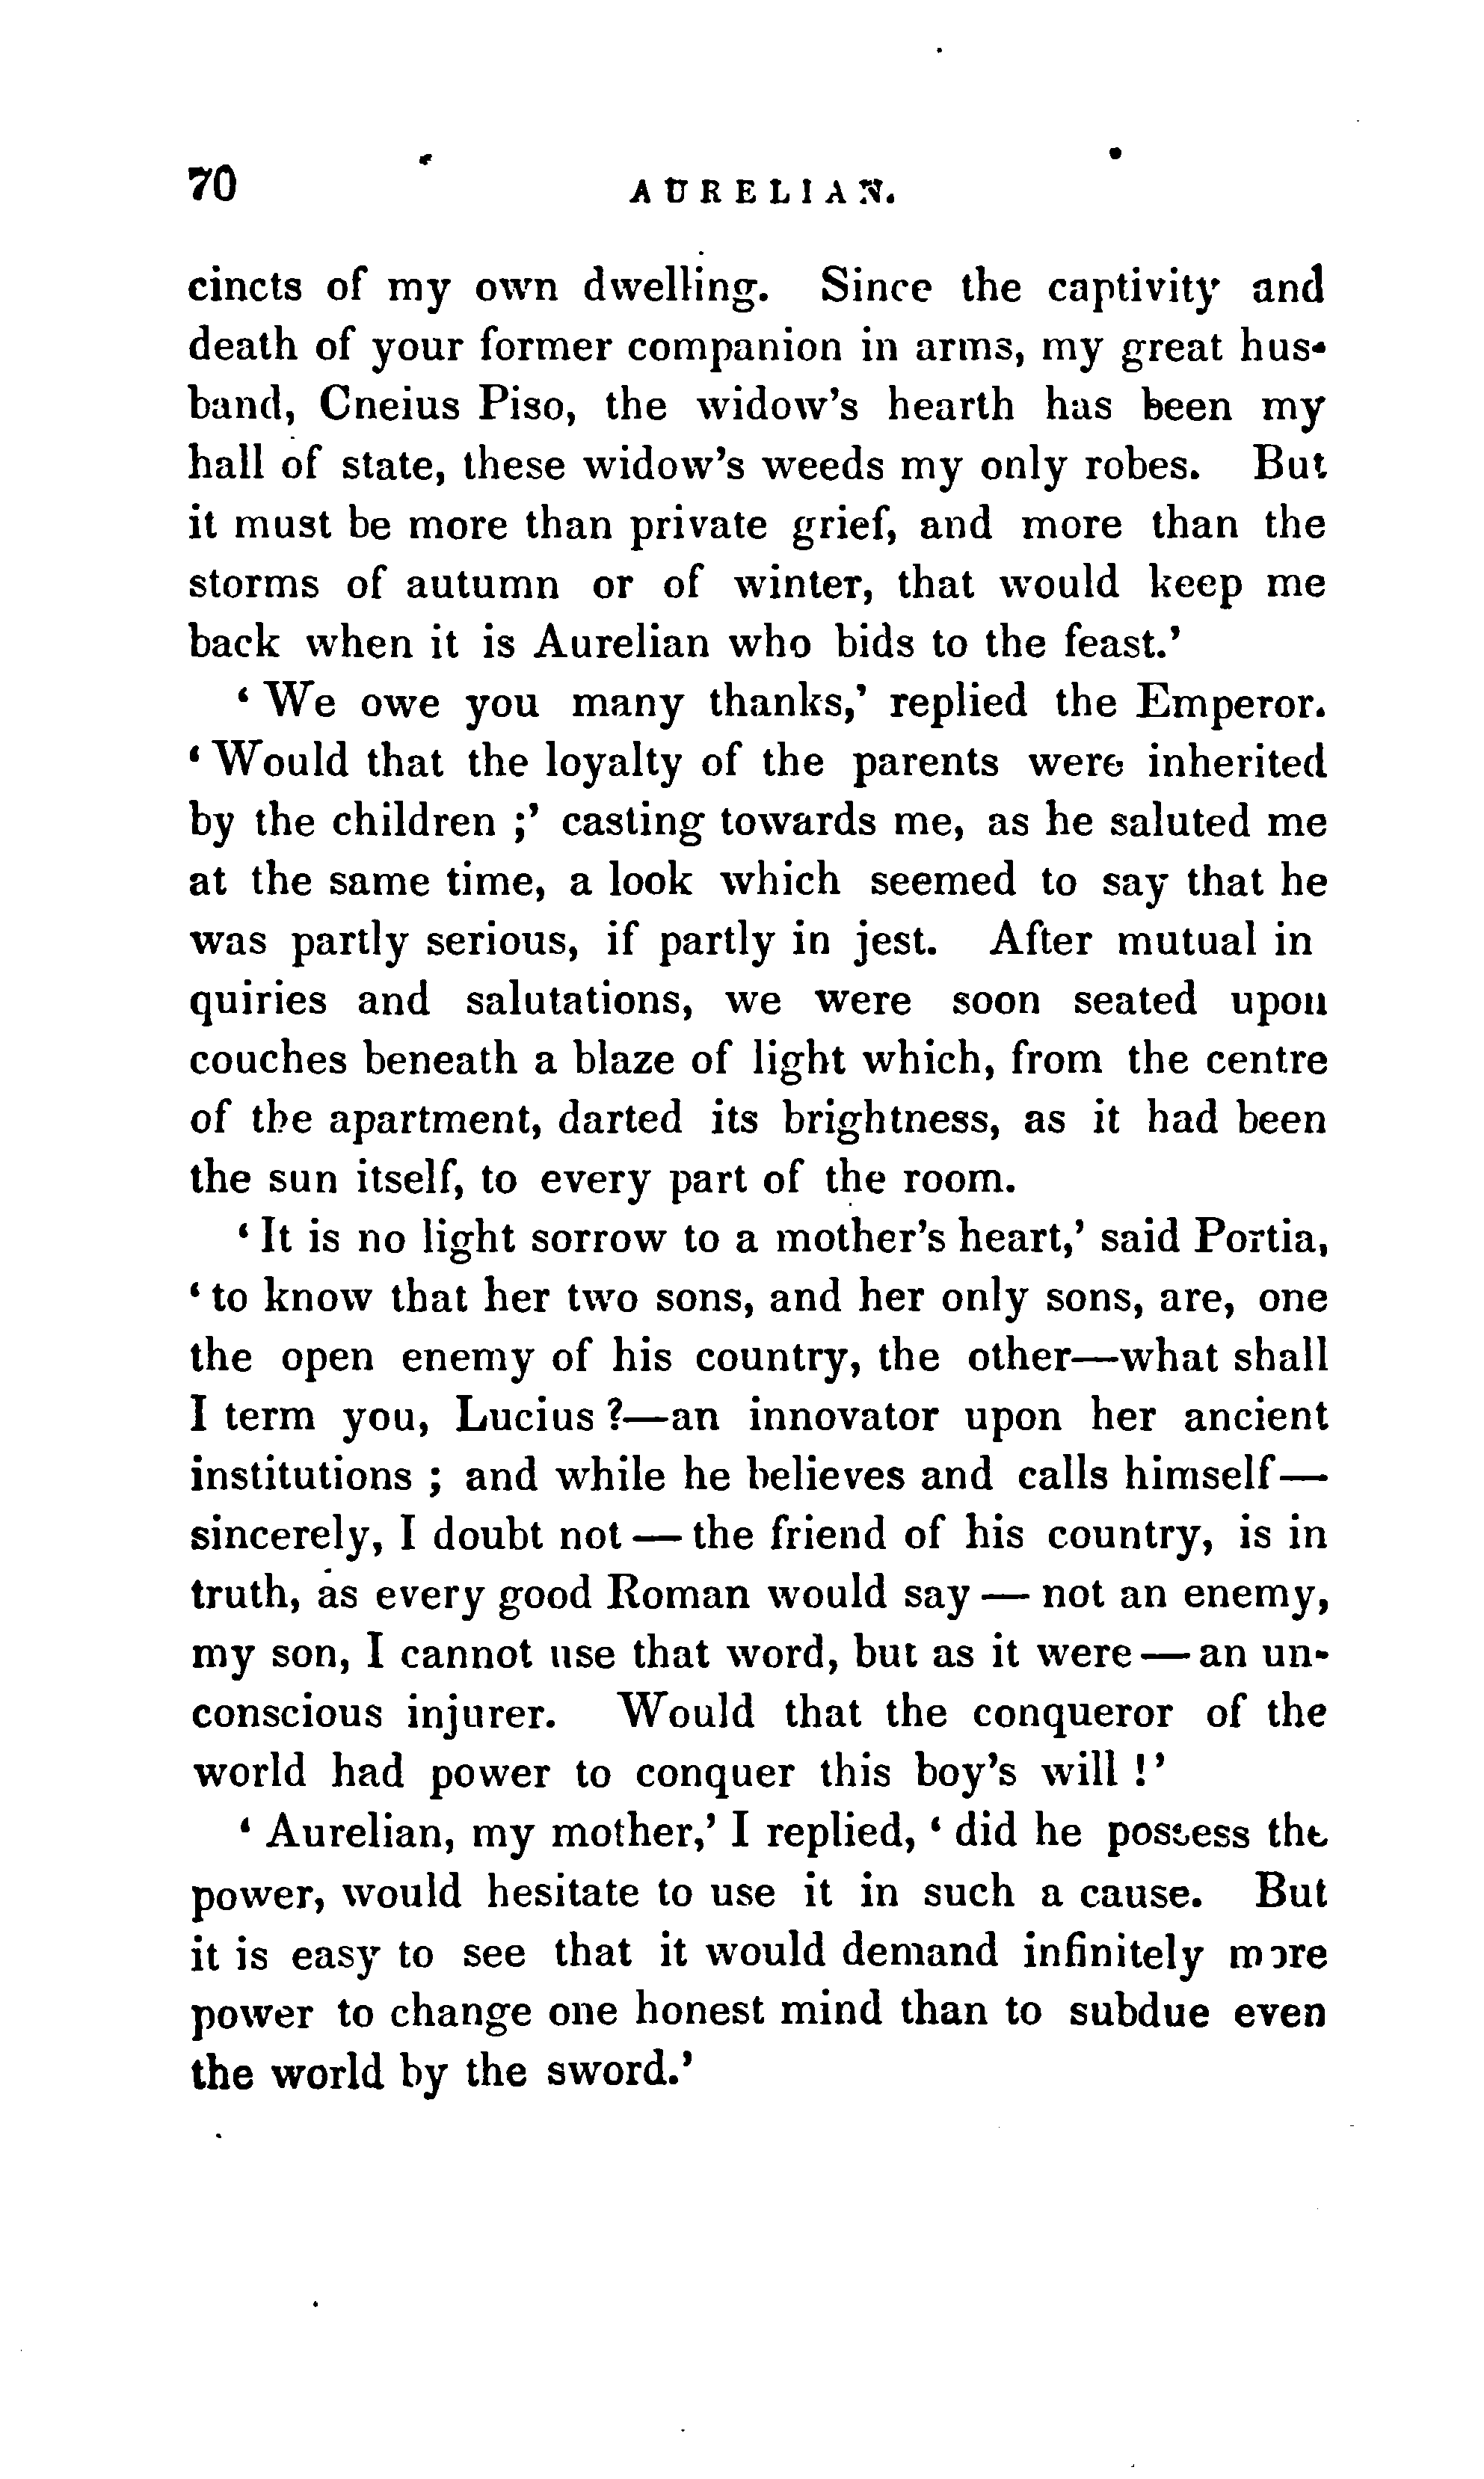 70
AURELIAN.
cincts of my own dwelling. Since the captivity and
death of your former companion in arms, my great hus-
band, Cneius Piso, the widow's hearth has been my
hall of state, these widow's weeds my only robes. But
it must be more than private grief, and more than the
storms of autumn or of winter, that would keep me
back when it is Aurelian who bids to the feast.'
‘ We owe you many thanks,’ replied the Emperor.
‘ Would that the loyalty of the parents were inherited
by the children ;’ casting towards me, as he saluted me
at the same time, a look which seemed to say that he
was partly serious, if partly in jest. After mutual in
quiries and salutations, we were soon seated upon
couches beneath a blaze of light which, from the centre
of the apartment, darted its brightness, as it had been
the sun itself, to every part of the room.
‘ It is no light sorrow to a mother's heart,’ said Portia,
‘ to know that her two sons, and her only sons, are, one
the open enemy of his country, the other—what shall
I term you, Lucius ?—an innovator upon her ancient
institutions ; and while he believes and calls himself—
sincerely, I doubt not — the friend of his country, is in
truth, as every good Roman would say — not an enemy,
my son, I cannot use that word, but as it were — an un-
conscious injurer. Would that the conqueror of the
world had power to conquer this boy's will !’
‘ Aurelian, my mother,’ I replied, ‘ did he possess the
power, would hesitate to use it in such a cause. But
it is easy to see that it would demand infinitely more
power to change one honest mind than to subdue even
the world by the sword.’